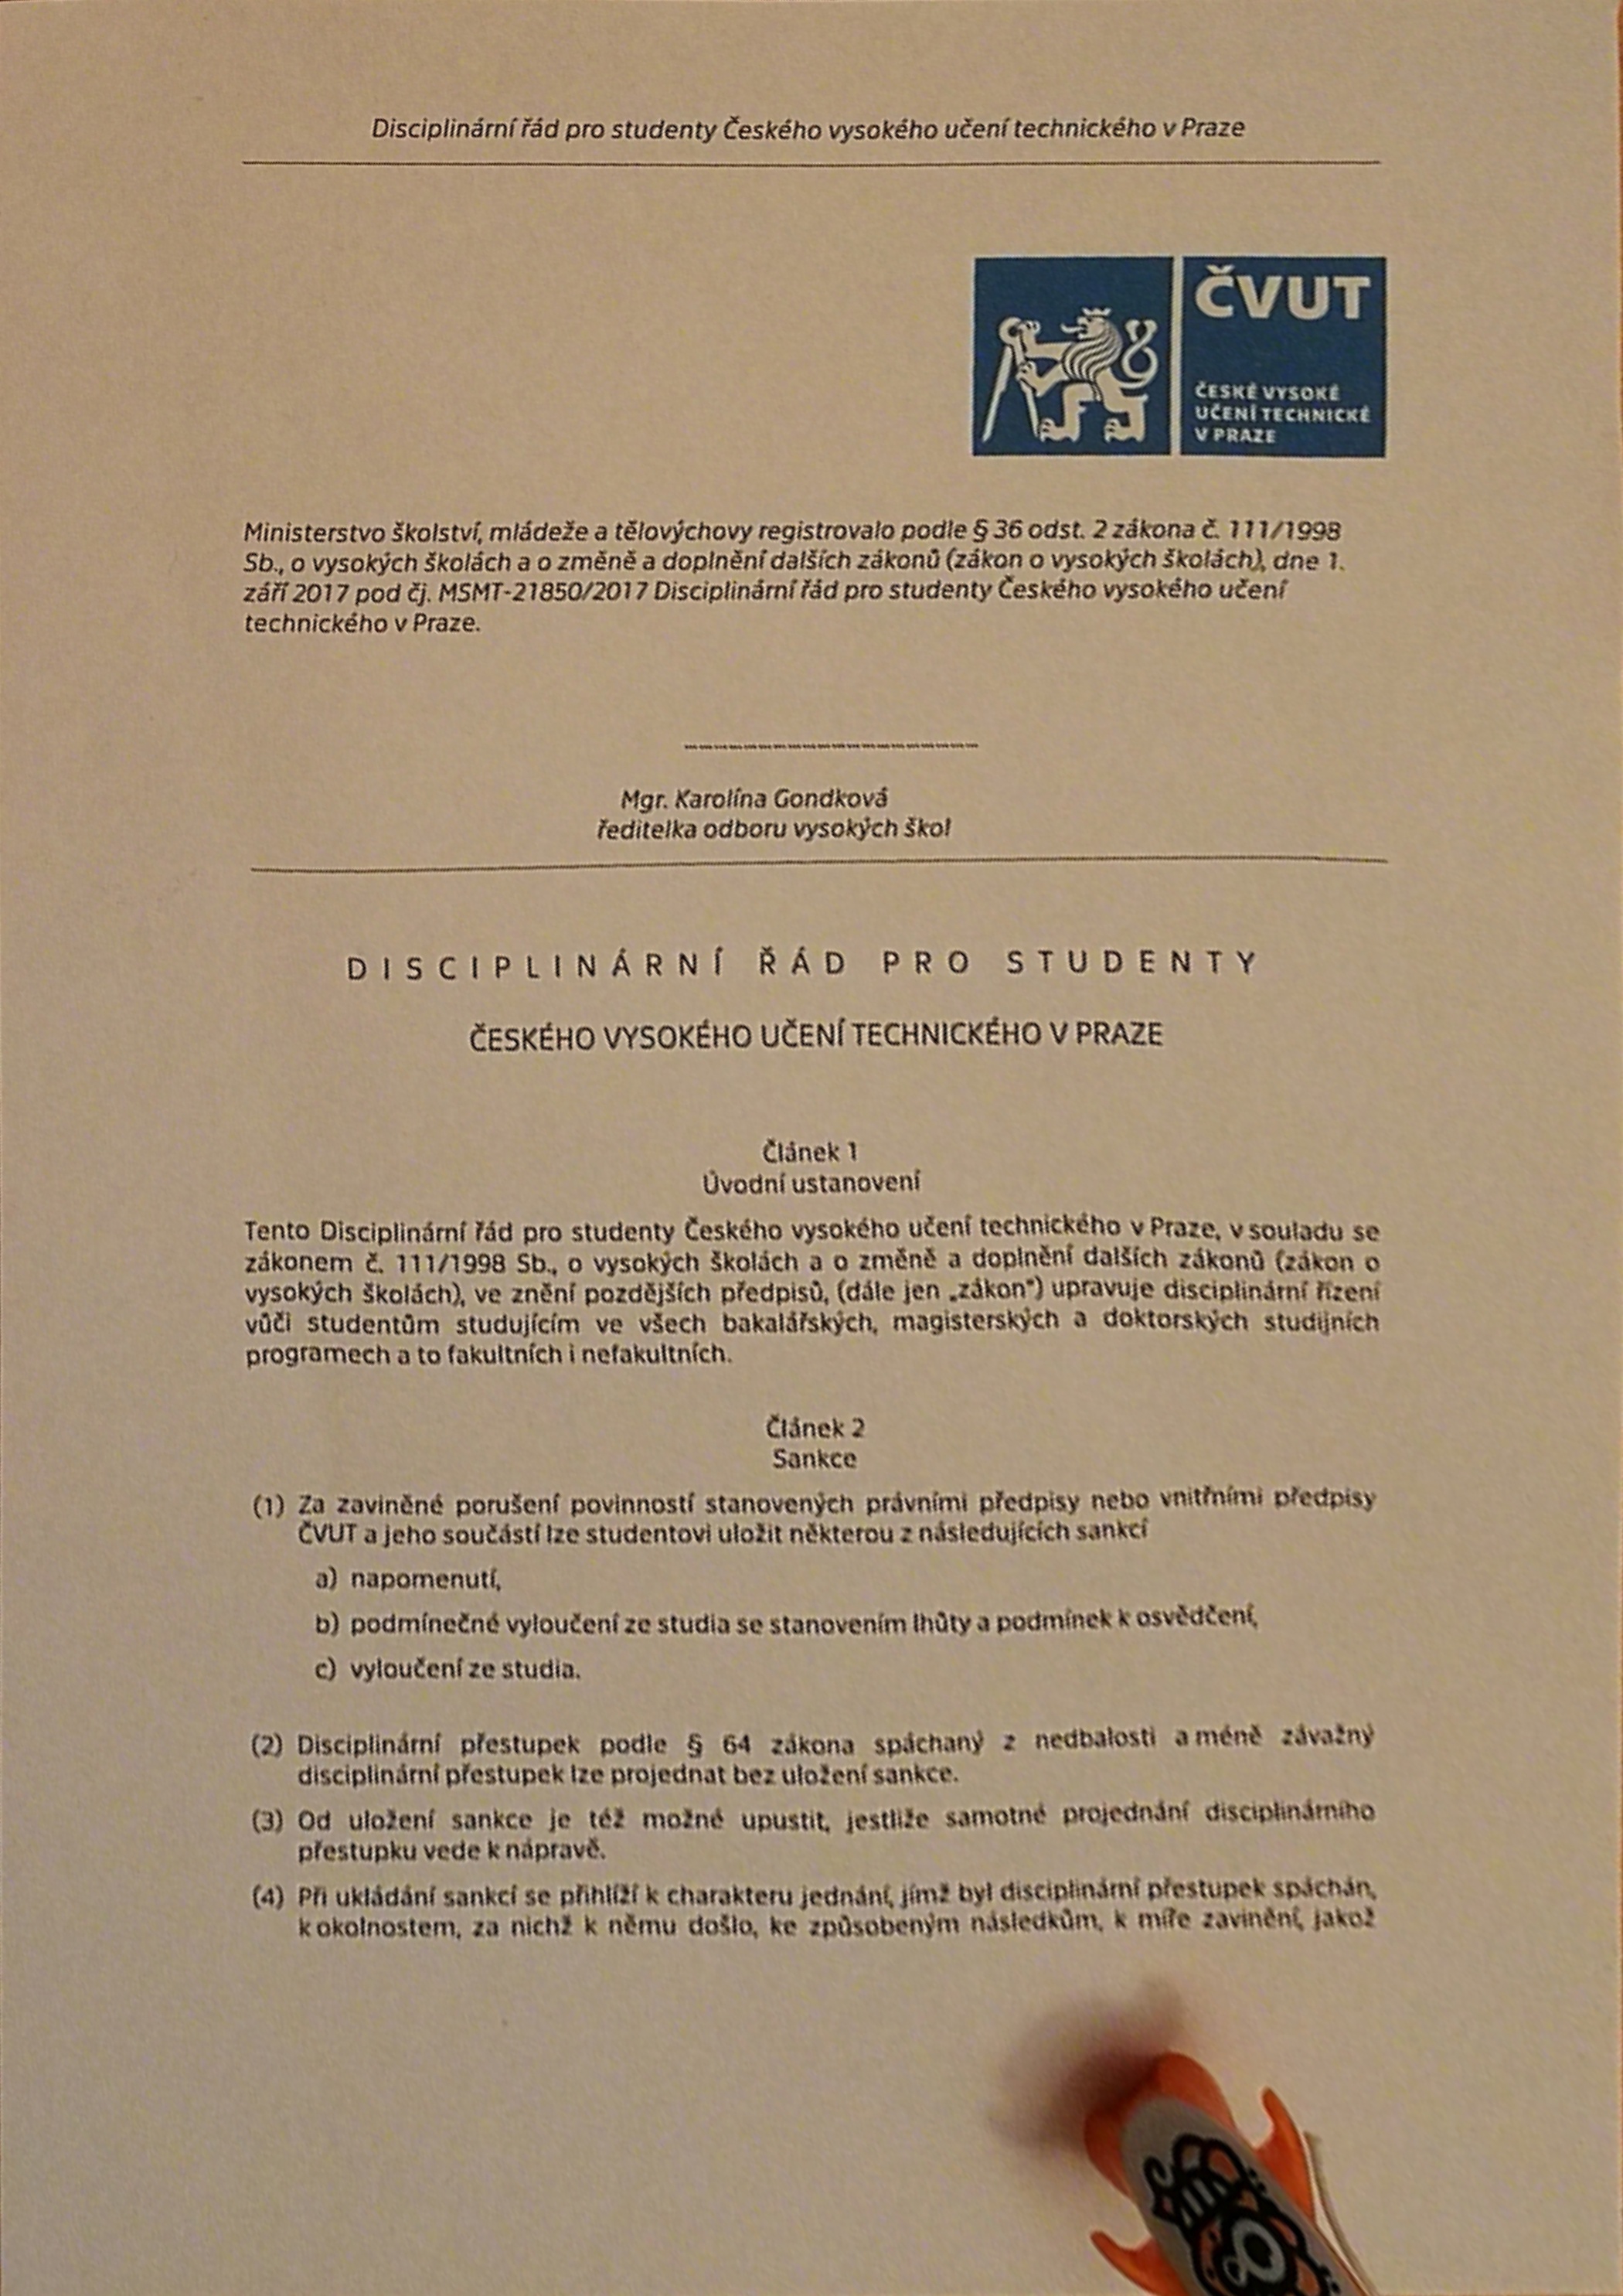 Disciplinární řád pro studenty Českého vysokého učení technického v Praze
ČVUT
ČESKÉ VYSOKÉ
UČENÍ TECHNICKÉ
V PRAZE
Ministerstvo školství, mládeže a tělovýchovy registrovalo podle § 36 odst. 2 zákona č. 111/1998
Sb., o vysokých školách a o změně a doplnění dalších zákonů (zákon o vysokých školách), dne 1.
září 2017 pod čj. MSMT-21850/2017 Disciplinární řád pro studenty Českého vysokého učení
technického v Praze.
Mgr. Karolína Gondková
ředitelka odboru vysokých škol
DISCIPLINÁRNÍ ŘÁD PRO STUDENTY
ČESKÉHO VYSOKÉHO UČENÍ TECHNICKÉHO V PRAZE
Článek 1
Úvodní ustanovení
Tento Disciplinární řád pro studenty Českého vysokého učení technického v Praze, v souladu se
zákonem č. 111/1998 Sb., o vysokých školách a o změně a doplnění dalších zákonů (zákon o
vysokých školách), ve znění pozdějších předpisů, (dále jen „zákon“) upravuje disciplinární řízení
vůči studentům studujícím ve všech bakalářských, magisterských a doktorských studijních
programech a to fakultních i nefakultních.
Článek 2
Sankce
(1) Za zaviněné porušení povinností stanovených právními předpisy nebo vnitřními předpisy
ČVUT a jeho součástí lze studentovi uložit některou z následujících sankcí
a) napomenutí,
b) podmínečné vyloučení ze studia se stanovením lhůty a podmínek k osvědčení,
c) vyloučení ze studia.
(2) Disciplinární přestupek podle § 64 zákona spáchaný z nedbalosti a méně závažný
disciplinární přestupek lze projednat bez uložení sankce.
(3) Od uložení sankce je též možné upustit, jestliže samotné projednání disciplinárního
přestupku vede k nápravě.
(4) Při ukládání sankcí se přihlíží k charakteru jednání, jímž byl disciplinární přestupek spáchán,
k okolnostem, za nichž k němu došlo, ke způsobeným následkům, k míře zavinění, jakož